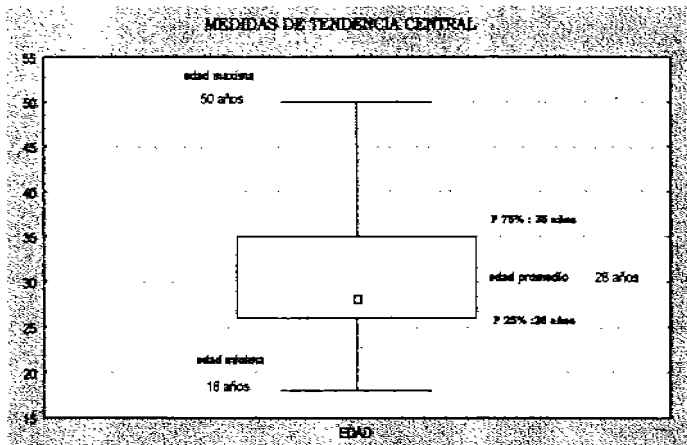 MEDIDAS DE TENDENCIA CENTRAL
55
edad maxima
50 años
50
45
40
P 75% : 35 años
35
edad promedio 28 años
30
P 25% :26 años
25
edad mínima
18 años
20
15
EDAD